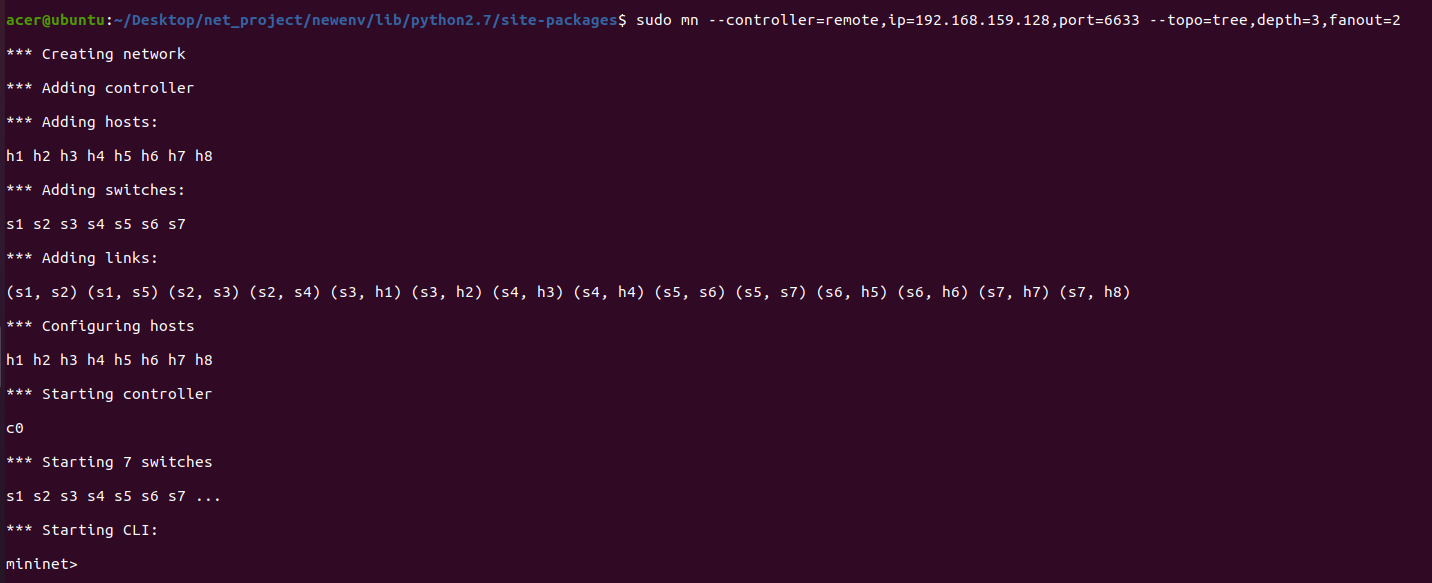 acer@ubuntu:~/Desktop/net_project/newenv/lib/python2.7/site-packages$ sudo mn --controller=remote,ip=192.168.159.128,port=6633 --topo=tree,depth=3,fanout=2
*** Creating network
*** Adding controller
*** Adding hosts:
h1 h2 h3 h4 h5 h6 h7 h8
*** Adding switches:
s1 s2 s3 s4 s5 s6 s7
*** Adding links:
(s1, s2) (s1, s5) (s2, s3) (s2, s4) (s3, h1) (s3, h2) (s4, h3) (s4, h4) (s5, s6) (s5, s7) (s6, h5) (s6, h6) (s7, h7) (s7, h8)
*** Configuring hosts
h1 h2 h3 h4 h5 h6 h7 h8
*** Starting controller
c0
*** Starting 7 switches
s1 s2 s3 s4 s5 s6 s7 ...
*** Starting CLI:
mininet>